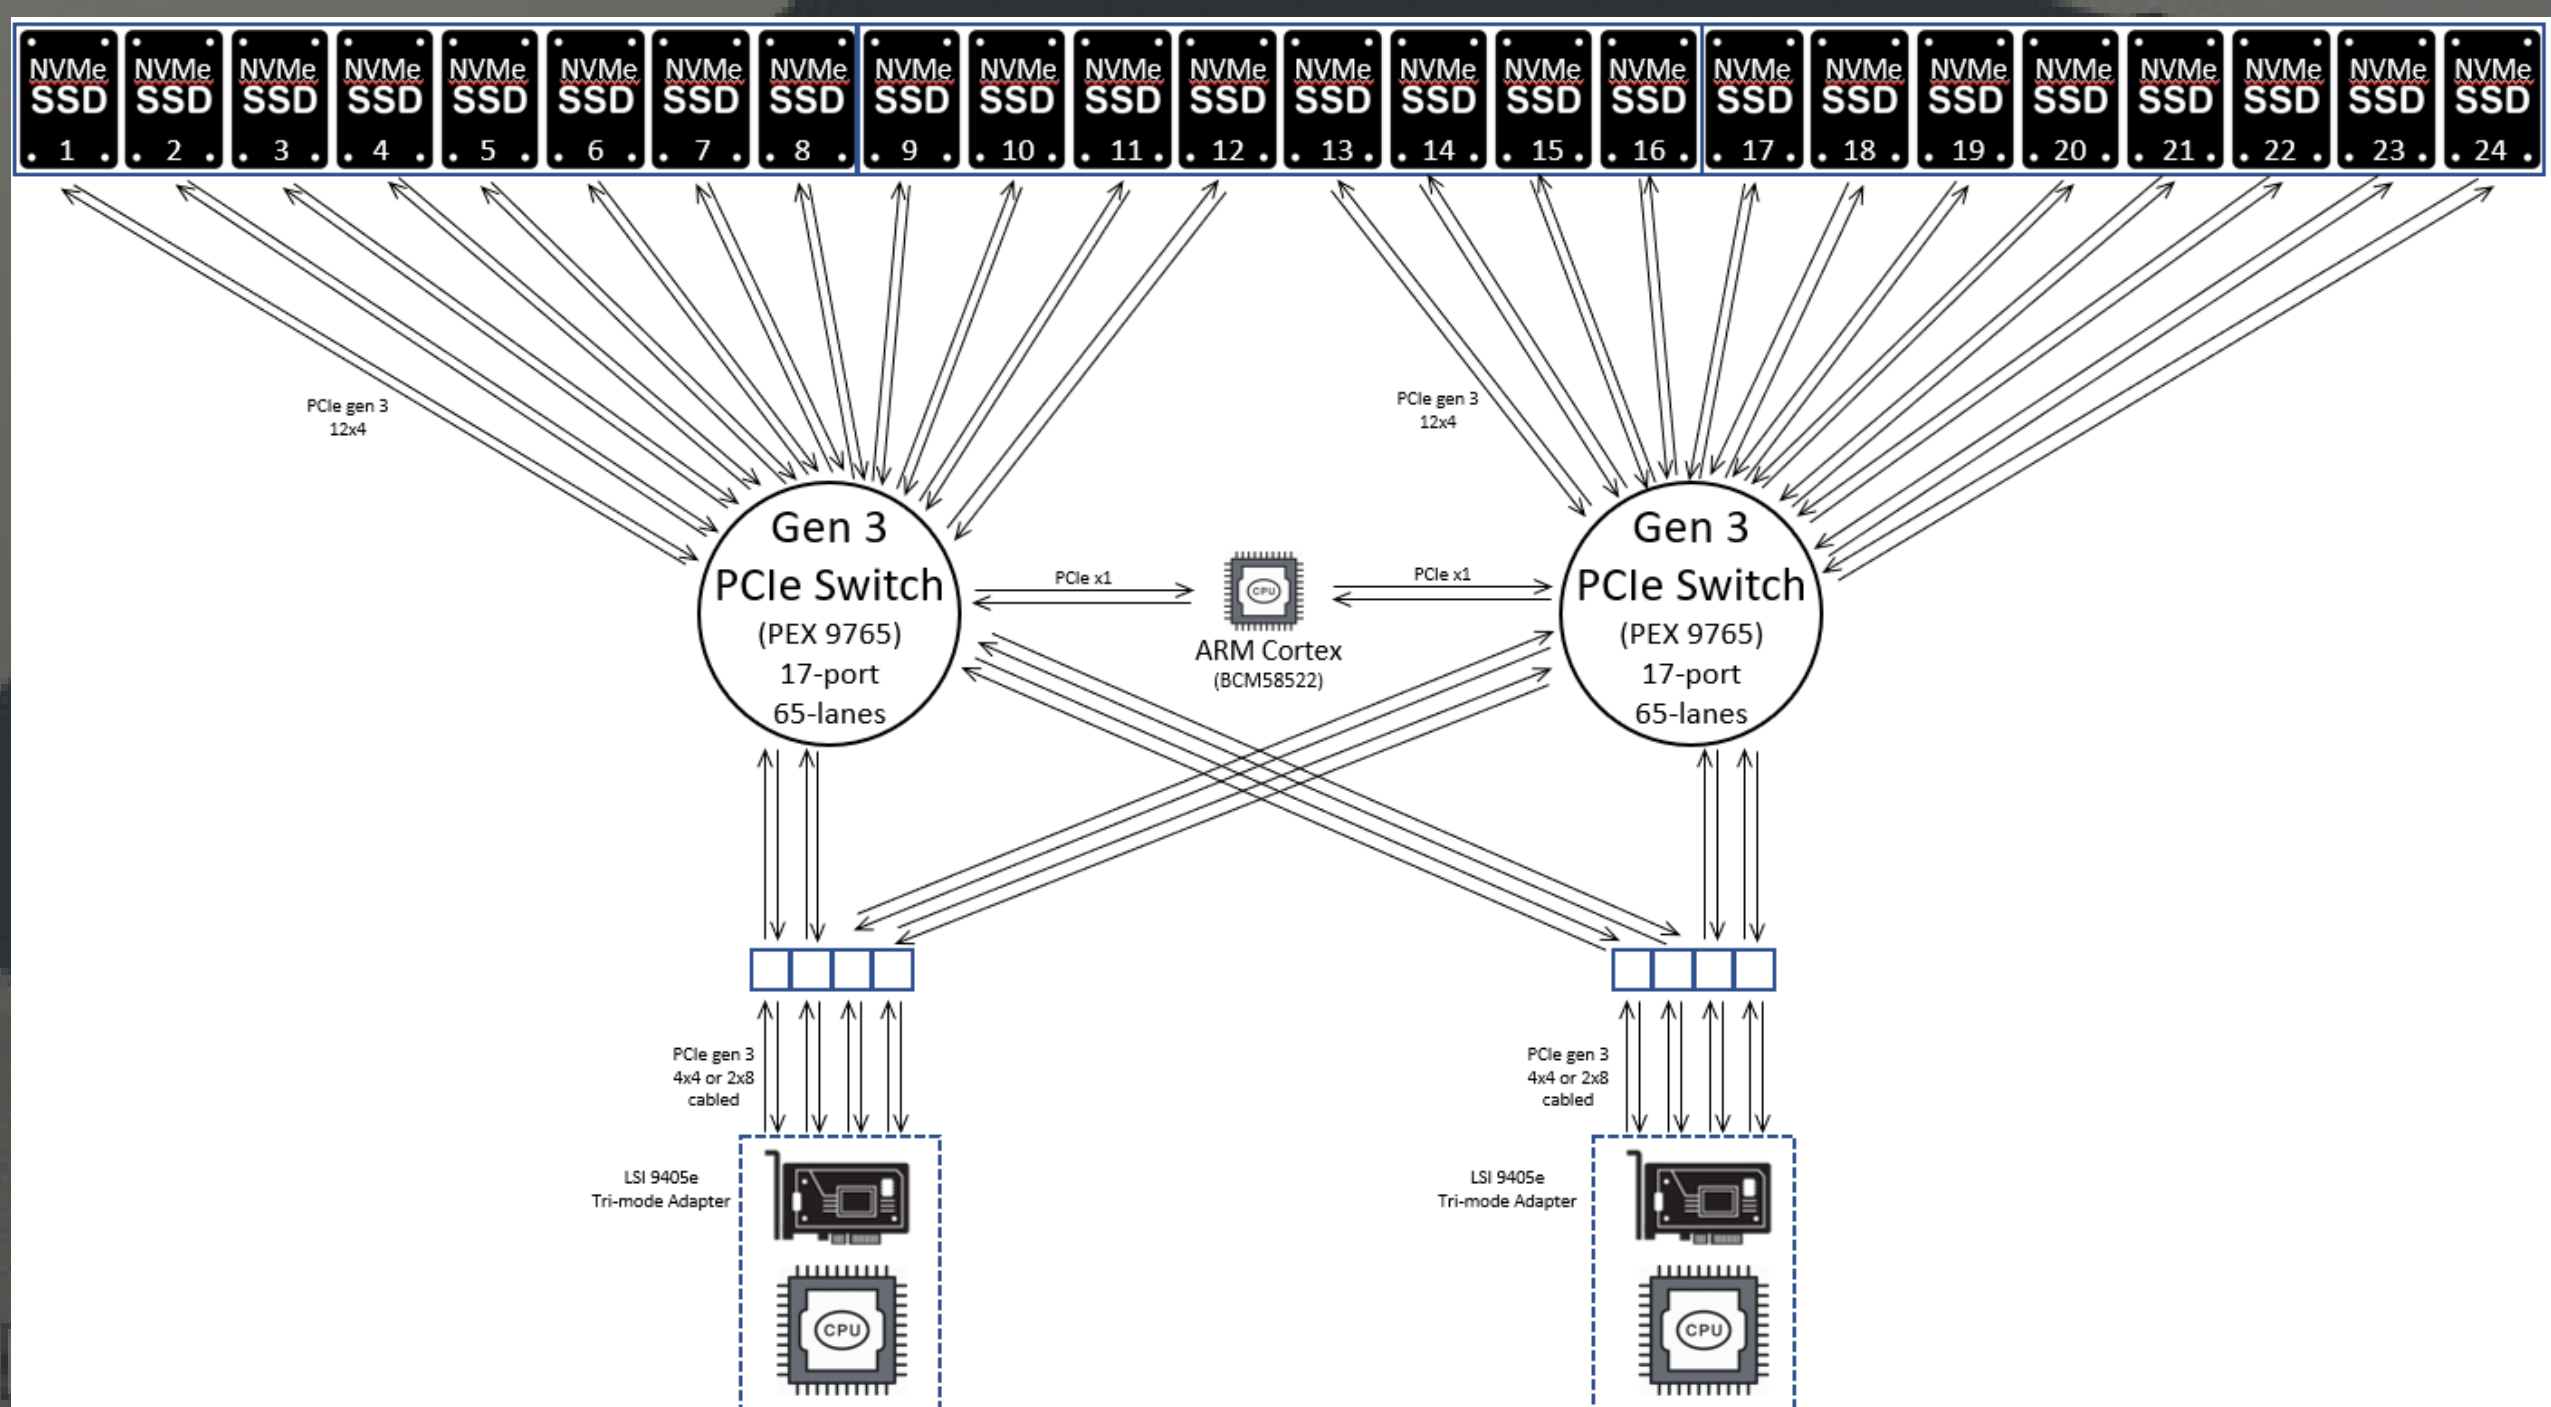 NVMe
SSD
1
NVMe
SSD
2
NVMe
SSD
3
NVMe
SSD
4
NVMe
SSD
5
NVMe
SSD
6
NVMe
SSD
7
NVMe
SSD
8
NVMe
SSD
9
NVMe
SSD
10
NVMe
SSD
11
NVMe
SSD
12
NVMe
SSD
13
NVMe
SSD
14
NVMe
SSD
15
NVMe
SSD
16
NVMe
SSD
17
NVMe
SSD
18
NVMe
SSD
19
NVMe
SSD
20
NVMe
SSD
21
NVMe
SSD
22
NVMe
SSD
23
NVMe
SSD
24
PCIe gen 3
12x4
PCIe gen 3
12x4
Gen 3
PCIe Switch
(PEX 9765)
17-port
65-lanes
PCIe x1
CPU
ARM Cortex
(BCM58522)
PCIe x1
Gen 3
PCIe Switch
(PEX 9765)
17-port
65-lanes
PCIe gen 3
4x4 or 2x8
cabled
PCIe gen 3
4x4 or 2x8
cabled
LSI 9405e
Tri-mode Adapter
CPU
LSI 9405e
Tri-mode Adapter
CPU